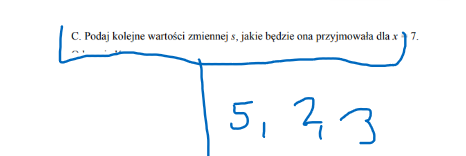 C. Podaj kolejne wartości zmiennej s, jakie będzie ona przyjmowała dla x = 7.
5, 2, 3